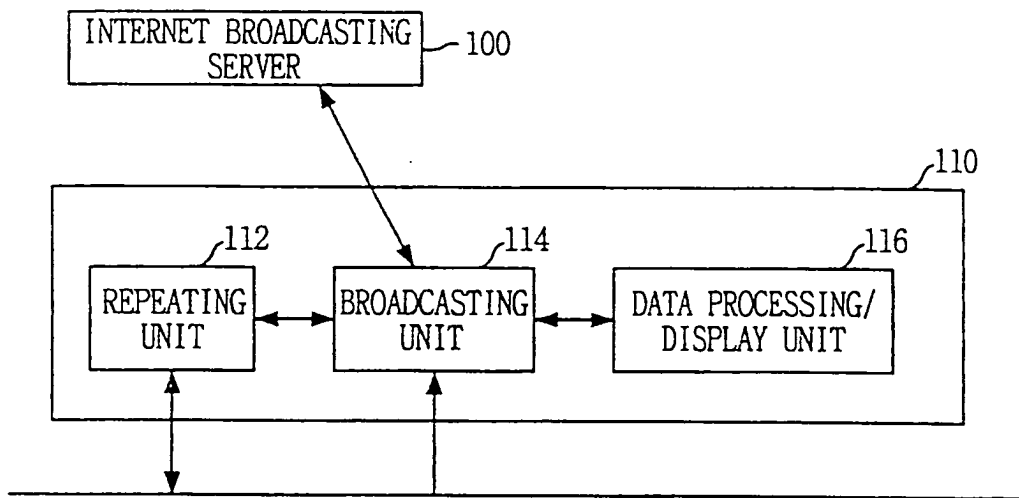 INTERNET BROADCASTING
SERVER
100
110
112
114
116
REPEATING
UNIT
BROADCASTING
UNIT
DATA PROCESSING/
DISPLAY UNIT